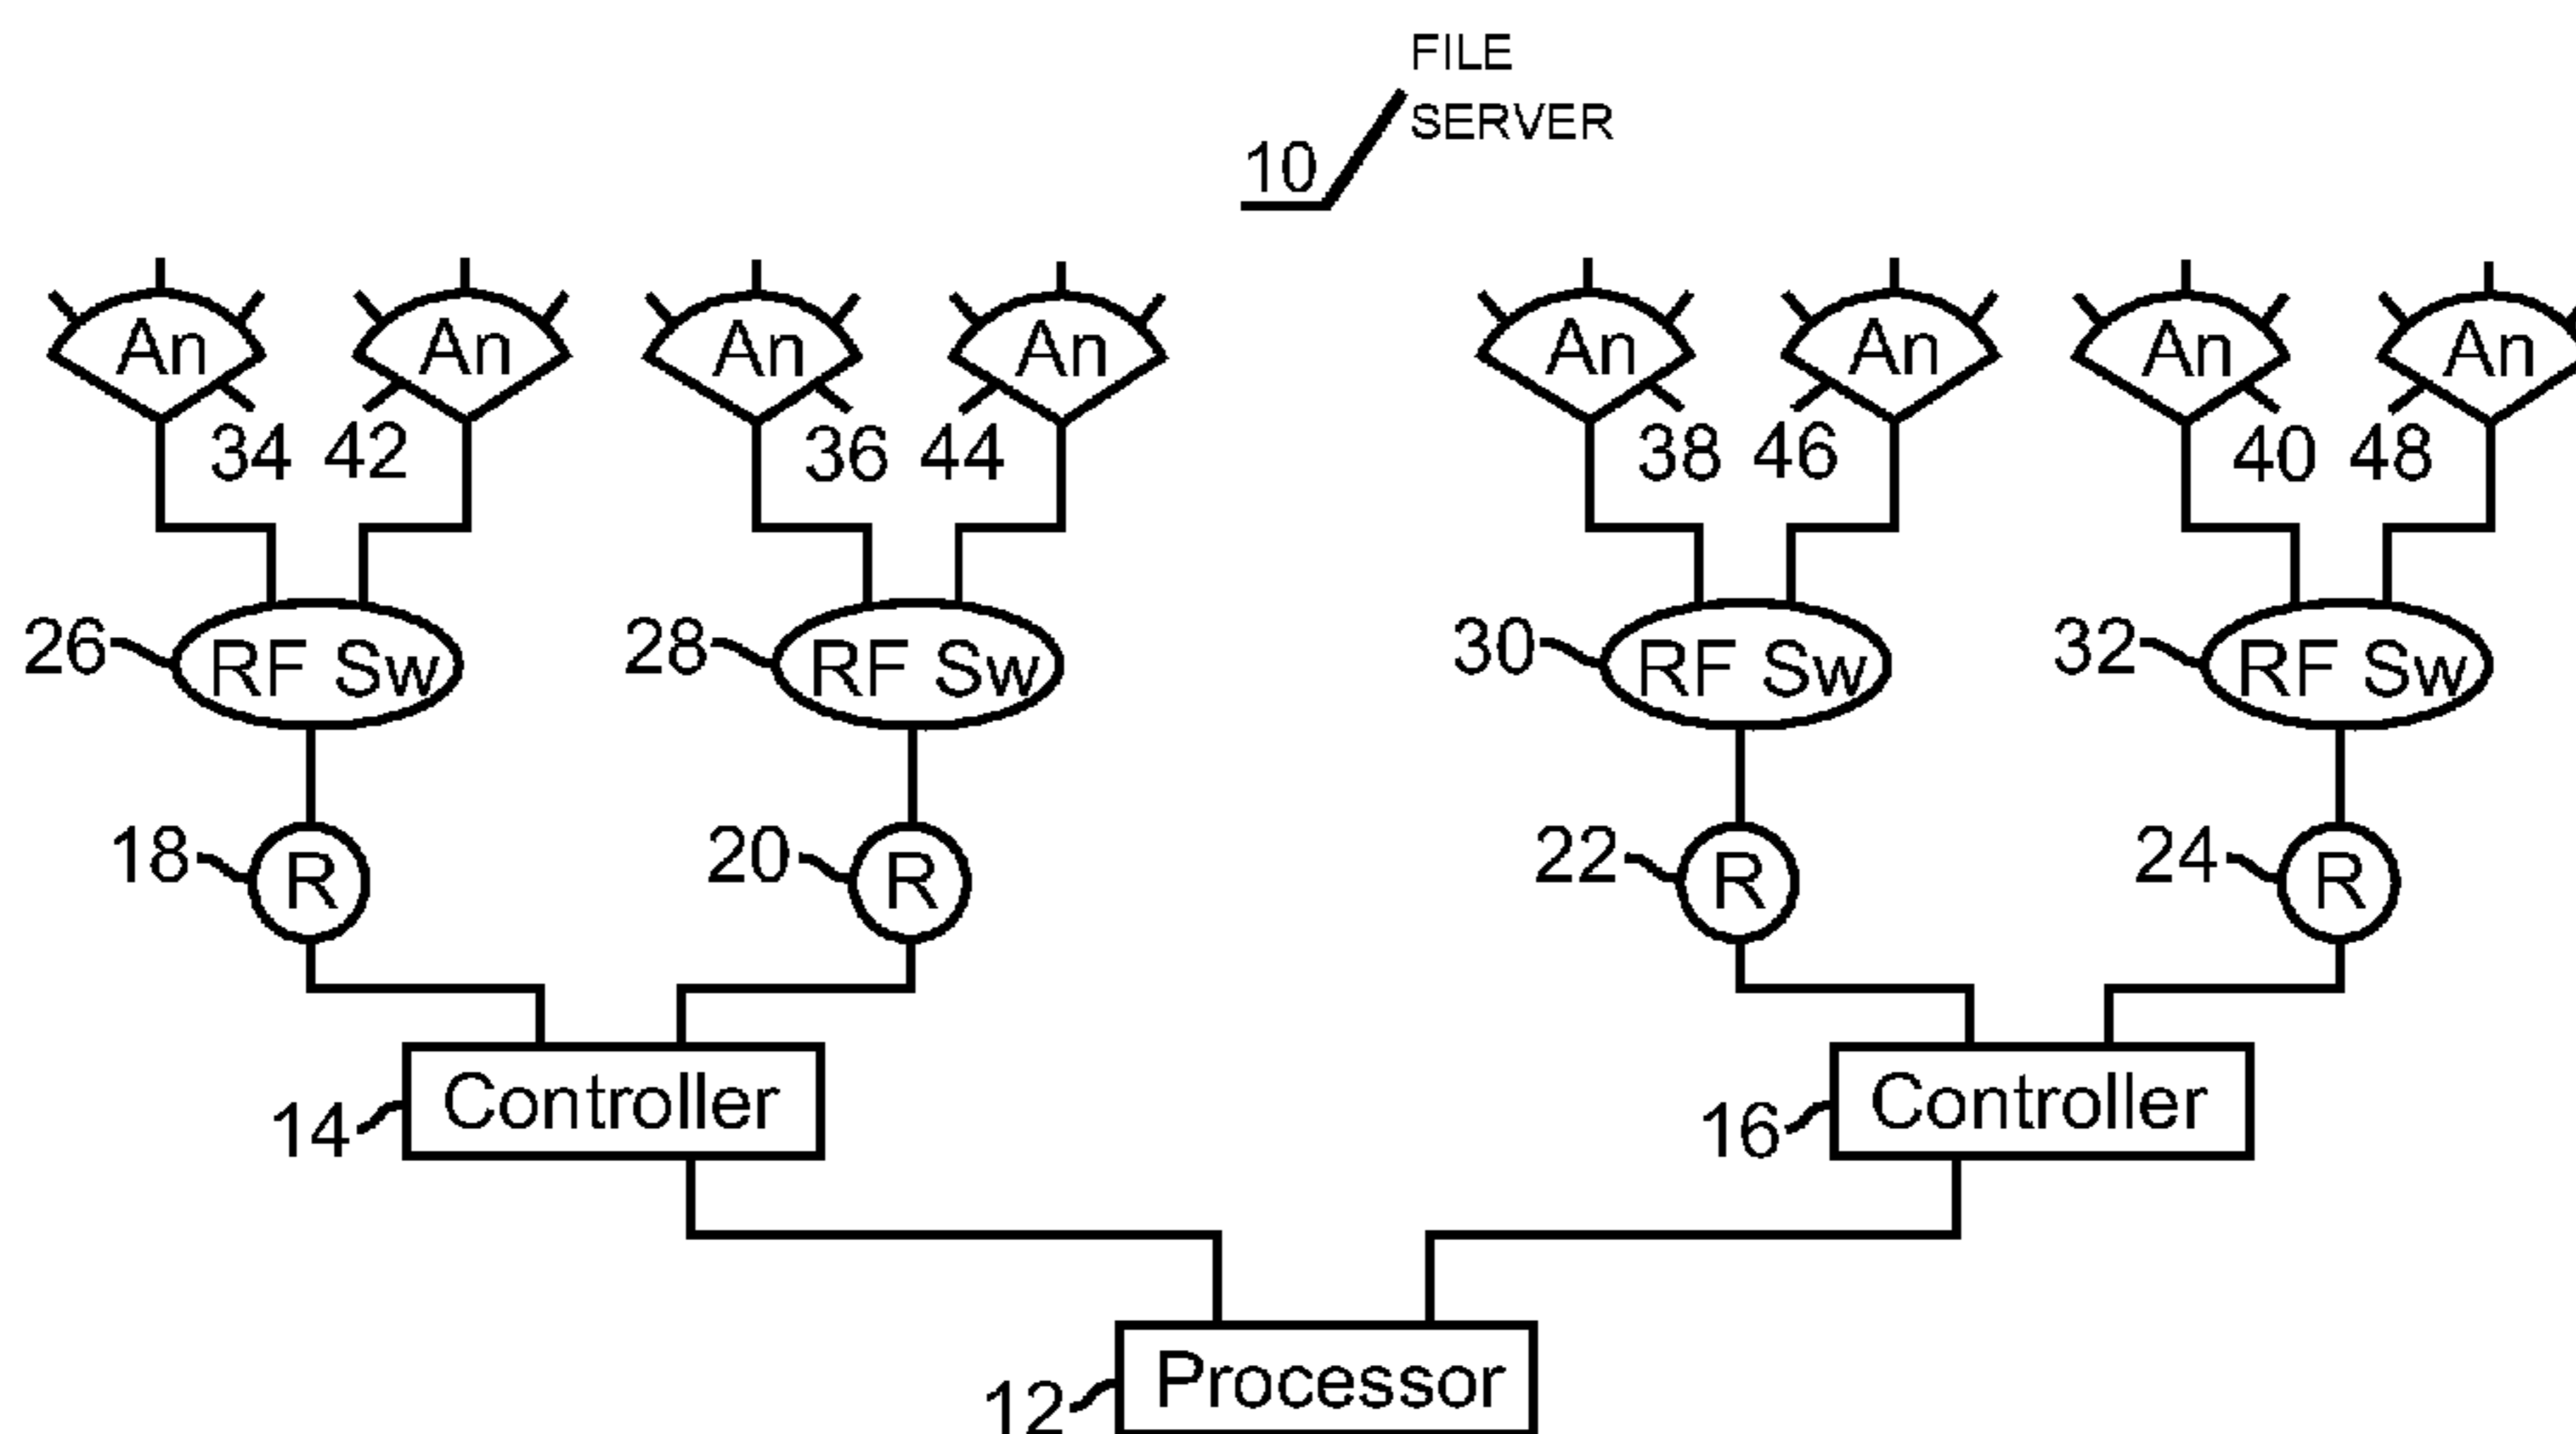 FILE
SERVER
10
An An An An An An An An
34 42 36 44 38 46 40 48
26 RF Sw 28 RF Sw 30 RF Sw 32 RF Sw
18 R 20 R 22 R 24 R
14 Controller 16 Controller
12 Processor